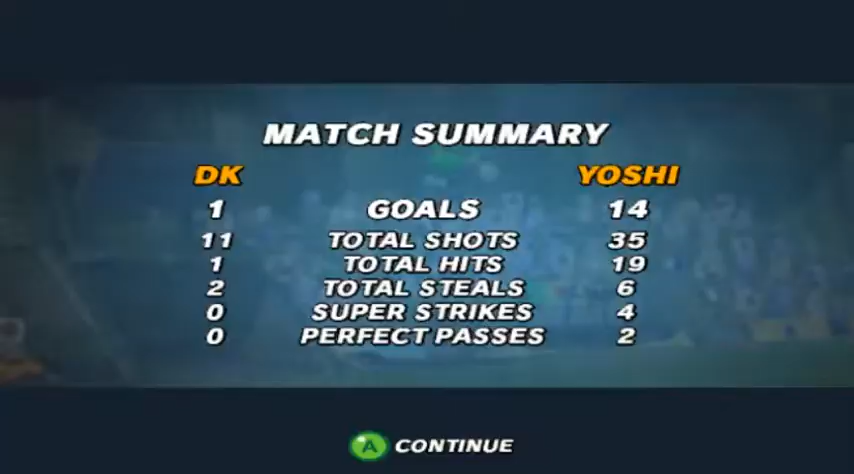 MATCH SUMMARY
DK YOSHI
1 GOALS 14
11 TOTAL SHOTS 35
1 TOTAL HITS 19
2 TOTAL STEALS 6
0 SUPER STRIKES 4
0 PERFECT PASSES 2
A CONTINUE